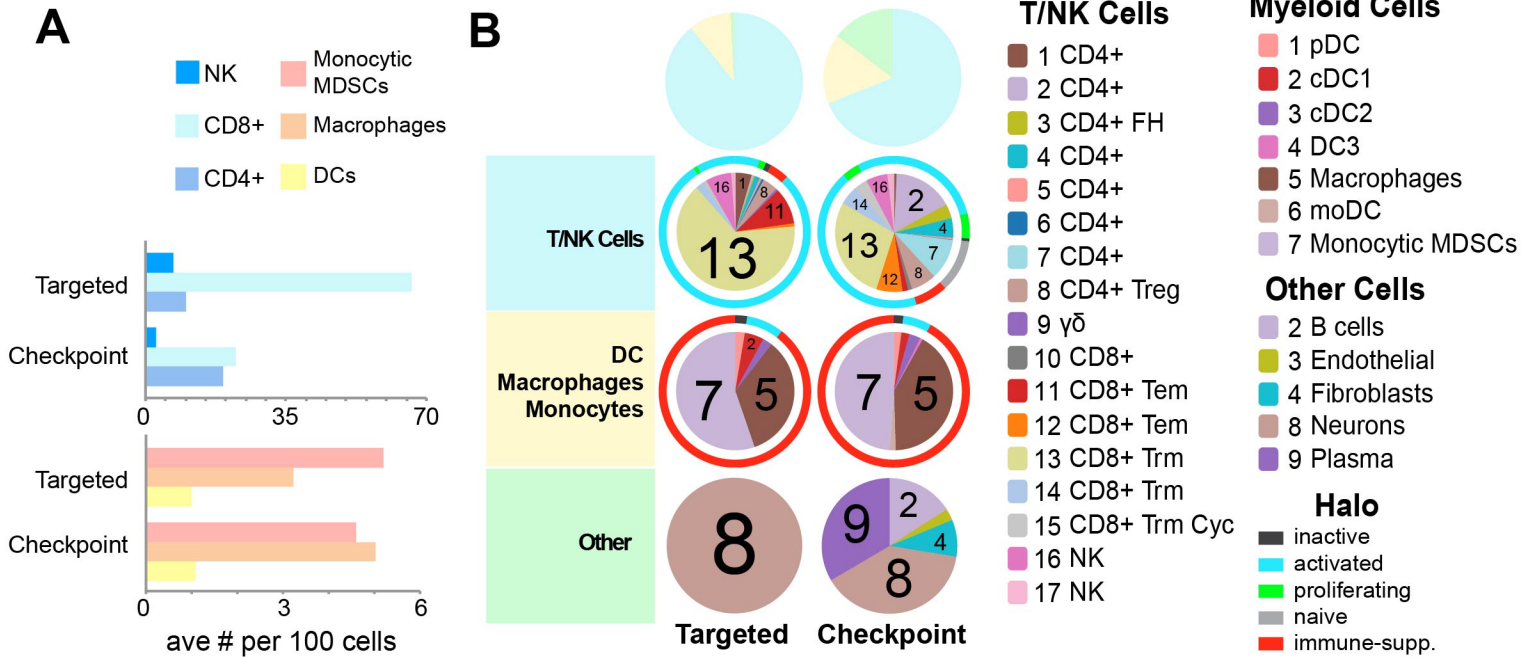 A
NK
Monocytic
MDSCs
CD8+
Macrophages
CD4+
DCs
Targeted
Checkpoint
0 35 70
Targeted
Checkpoint
0 3 6
ave # per 100 cells
B
T/NK Cells
16 1 8 11 13
16 2 14 4 13 7 12 8
DC
Macrophages
Monocytes
2 7 5
7 5
Other
8
9 2 4 8
Targeted Checkpoint
T/NK Cells
1 CD4+
2 CD4+
3 CD4+ FH
4 CD4+
5 CD4+
6 CD4+
7 CD4+
8 CD4+ Treg
9 γδ
10 CD8+
11 CD8+ Tem
12 CD8+ Tem
13 CD8+ Trm
14 CD8+ Trm
15 CD8+ Trm Cyc
16 NK
17 NK
Myeloid Cells
1 pDC
2 cDC1
3 cDC2
4 DC3
5 Macrophages
6 moDC
7 Monocytic MDSCs
Other Cells
2 B cells
3 Endothelial
4 Fibroblasts
8 Neurons
9 Plasma
Halo
inactive
activated
proliferating
naive
immune-supp.